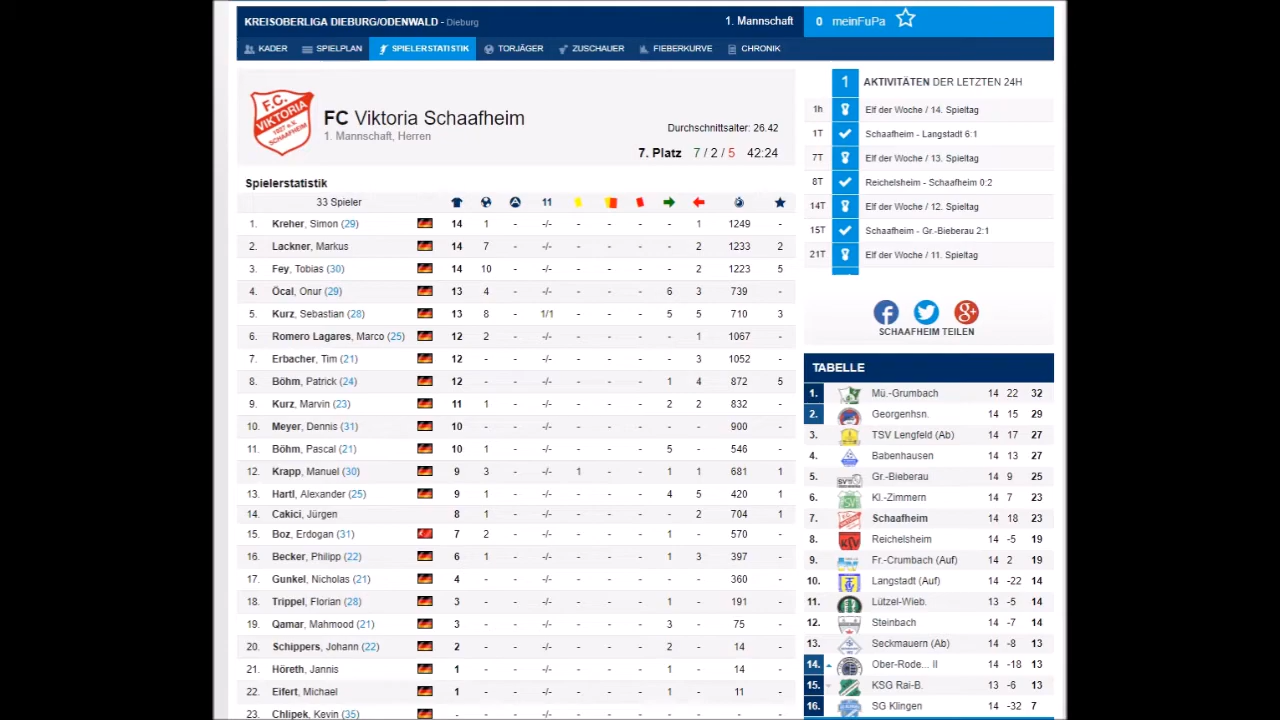 KREISOBERLIGA DIEBURG/ODENWALD - Dieburg
1. Mannschaft
0 meinFuPa
KADER SPIELPLAN SPIELERSTATISTIK TORJÄGER ZUSCHAUER FIEBERKURVE CHRONIK
F.C. VIKTORIA 1927 e.V. SCHAAFHEIM
FC Viktoria Schaafheim
1. Mannschaft, Herren
Durchschnittsalter: 26.42
7. Platz 7 / 2 / 5 42:24
Spielerstatistik
33 Spieler 11
1. Kreher, Simon (29) 14 1 - -/- - - - - 1 1249 -
2. Lackner, Markus 14 7 - -/- - - - - 2 1233 2
3. Fey, Tobias (30) 14 10 - -/- - - - - 2 1223 5
4. Öcal, Onur (29) 13 4 - -/- - - - 6 3 739 -
5. Kurz, Sebastian (28) 13 8 - 1/1 - - - 5 5 710 3
6. Romero Lagares, Marco (25) 12 2 - -/- - - - - 1 1067 -
7. Erbacher, Tim (21) 12 - - -/- - - - - 3 1052 -
8. Böhm, Patrick (24) 12 - - -/- - - - 1 4 872 5
9. Kurz, Marvin (23) 11 1 - -/- - - - 2 2 832 -
10. Meyer, Dennis (31) 10 - - -/- - - - - - 900 -
11. Böhm, Pascal (21) 10 1 - -/- - - - 5 - 546 -
12. Krapp, Manuel (30) 9 3 - -/- 1 - - 1 1 681 1
13. Hartl, Alexander (25) 9 1 - -/- - - - 4 5 420 1
14. Cakici, Jürgen 8 1 - -/- - - - - 2 704 1
15. Boz, Erdogan (31) 7 2 - -/- - - - 1 - 570 -
16. Becker, Philipp (22) 6 1 - -/- - - - 1 3 397 -
17. Gunkel, Nicholas (21) 4 - - -/- - - - - - 360 -
18. Trippel, Florian (28) 3 - - -/- - - - 1 - 191 -
19. Qamar, Mahmood (21) 3 - - -/- - - - 3 - 75 -
20. Schippers, Johann (22) 2 - - -/- - - - 2 - 14 -
21. Höreth, Jannis 1 - - -/- - - - 1 - 14 -
22. Eifert, Michael 1 - - -/- - - - 1 - 11 -
23. Chlipek, Kevin (35) - - - -/- - - - - - - -
1 AKTIVITÄTEN DER LETZTEN 24H
1h Elf der Woche / 14. Spieltag
1T Schaafheim - Langstadt 6:1
7T Elf der Woche / 13. Spieltag
8T Reichelsheim - Schaafheim 0:2
14T Elf der Woche / 12. Spieltag
15T Schaafheim - Gr.-Bieberau 2:1
21T Elf der Woche / 11. Spieltag
SCHAAFHEIM TEILEN
TABELLE
1. Mü.-Grumbach 14 22 32
2. Georgenhsn. 14 15 29
3. TSV Lengfeld (Ab) 14 17 27
4. Babenhausen 14 13 27
5. Gr.-Bieberau 14 9 25
6. Kl.-Zimmern 14 7 23
7. Schaafheim 14 18 23
8. Reichelsheim 14 -5 19
9. Fr.-Crumbach (Auf) 14 2 19
10. Langstadt (Auf) 14 -22 14
11. Lützel-Wieb. 13 -5 14
12. Steinbach 14 -7 14
13. Seckmauern (Ab) 14 -8 13
14. Ober-Rode... II 14 -18 13
15. KSG Rai-B. 13 -6 13
16. SG Klingen 14 -32 7